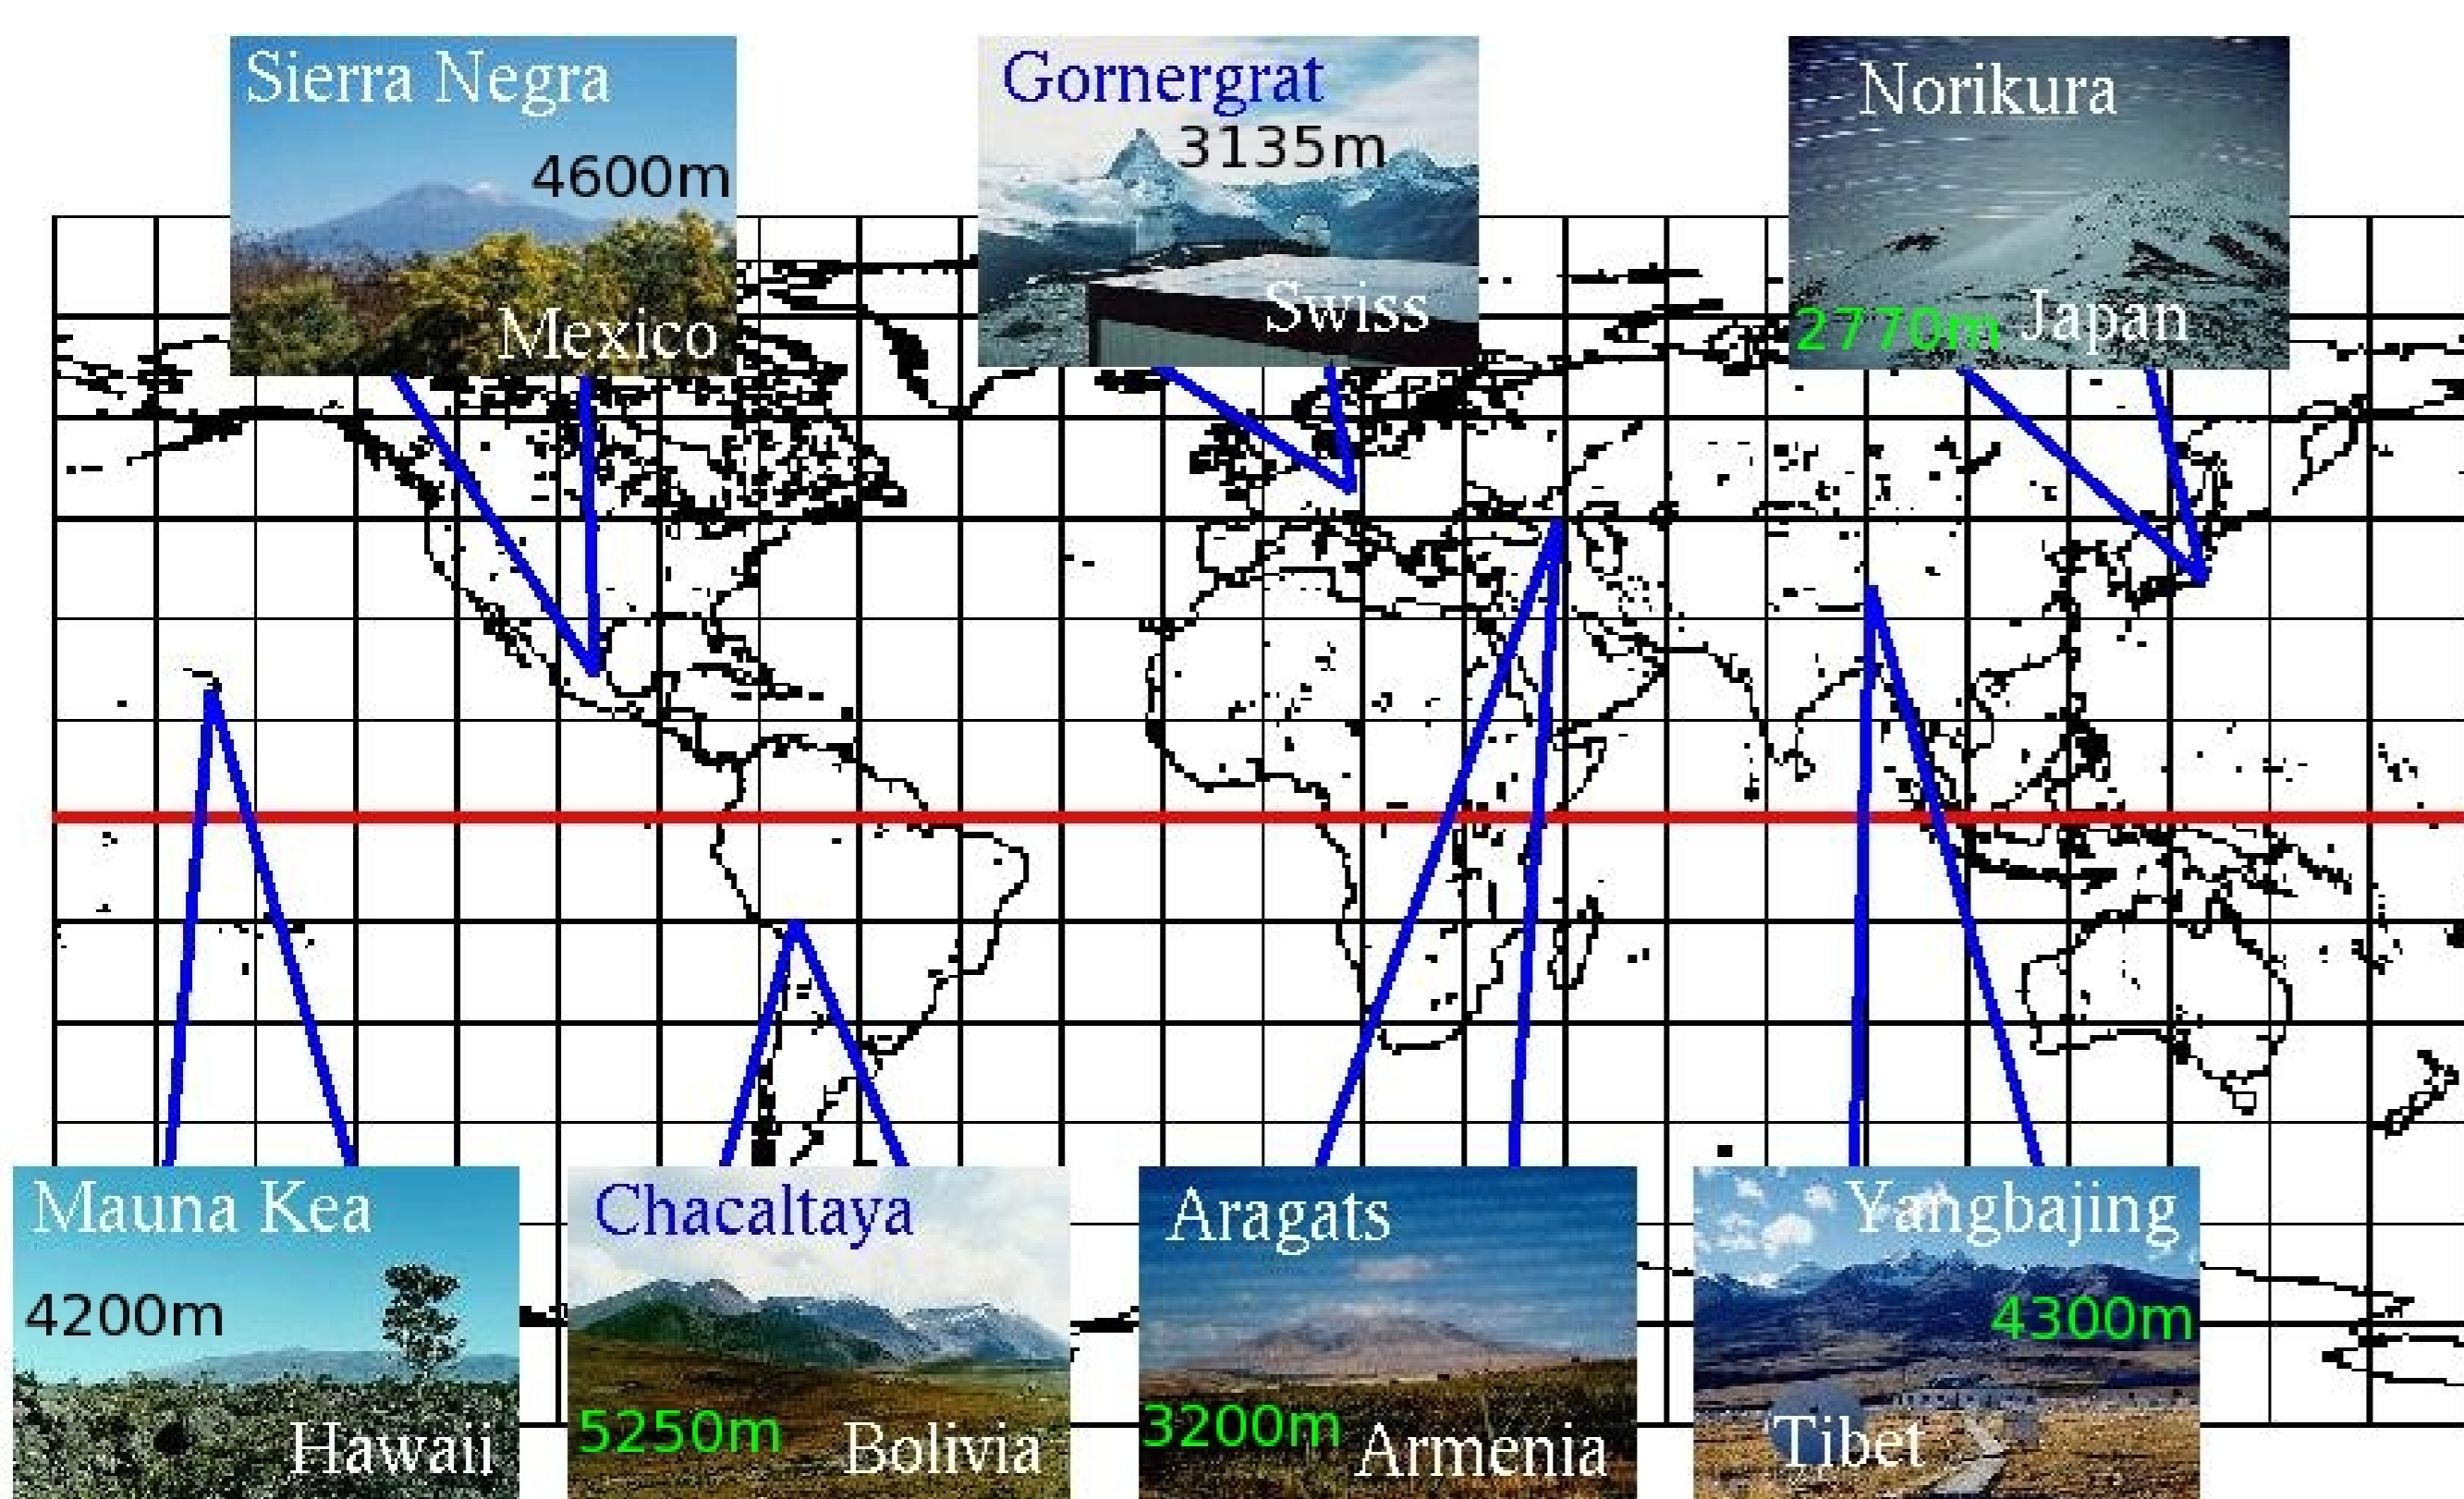 Sierra Negra
4600m
Mexico
Gornergrat
3135m
Swiss
Norikura
2770m Japan
Mauna Kea
4200m
Hawaii
Chacaltaya
5250m Bolivia
Aragats
3200m Armenia
Yangbajing
4300m
Tibet